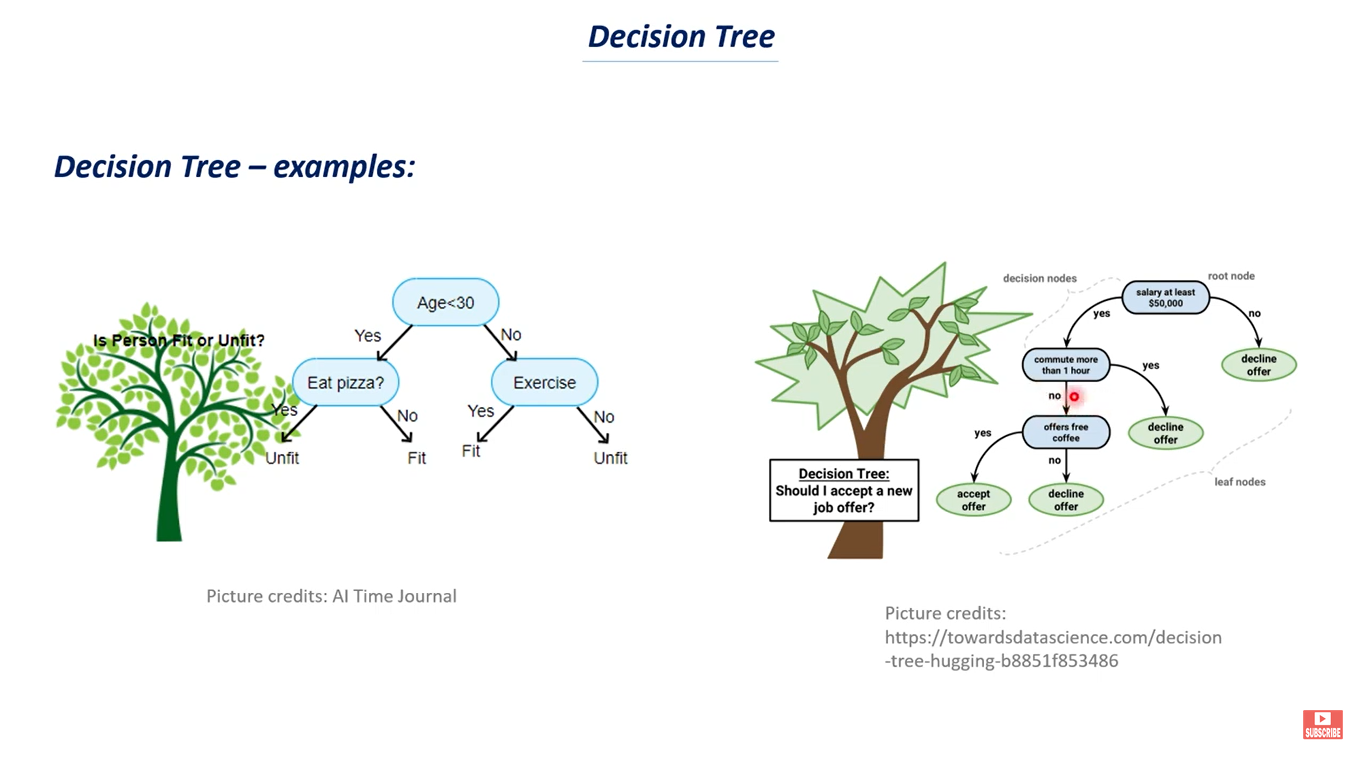 Decision Tree
Decision Tree – examples:
Is Person Fit or Unfit?
Age<30
Yes
No
Eat pizza?
Exercise
Yes
No
Yes
No
Unfit
Fit
Fit
Unfit
Picture credits: AI Time Journal
decision nodes
root node
salary at least
$50,000
yes
no
commute more
than 1 hour
decline
offer
yes
no
offers free
coffee
decline
offer
yes
no
leaf nodes
accept
offer
decline
offer
Decision Tree:
Should I accept a new
job offer?
Picture credits:
https://towardsdatascience.com/decision
-tree-hugging-b8851f853486
SUBSCRIBE